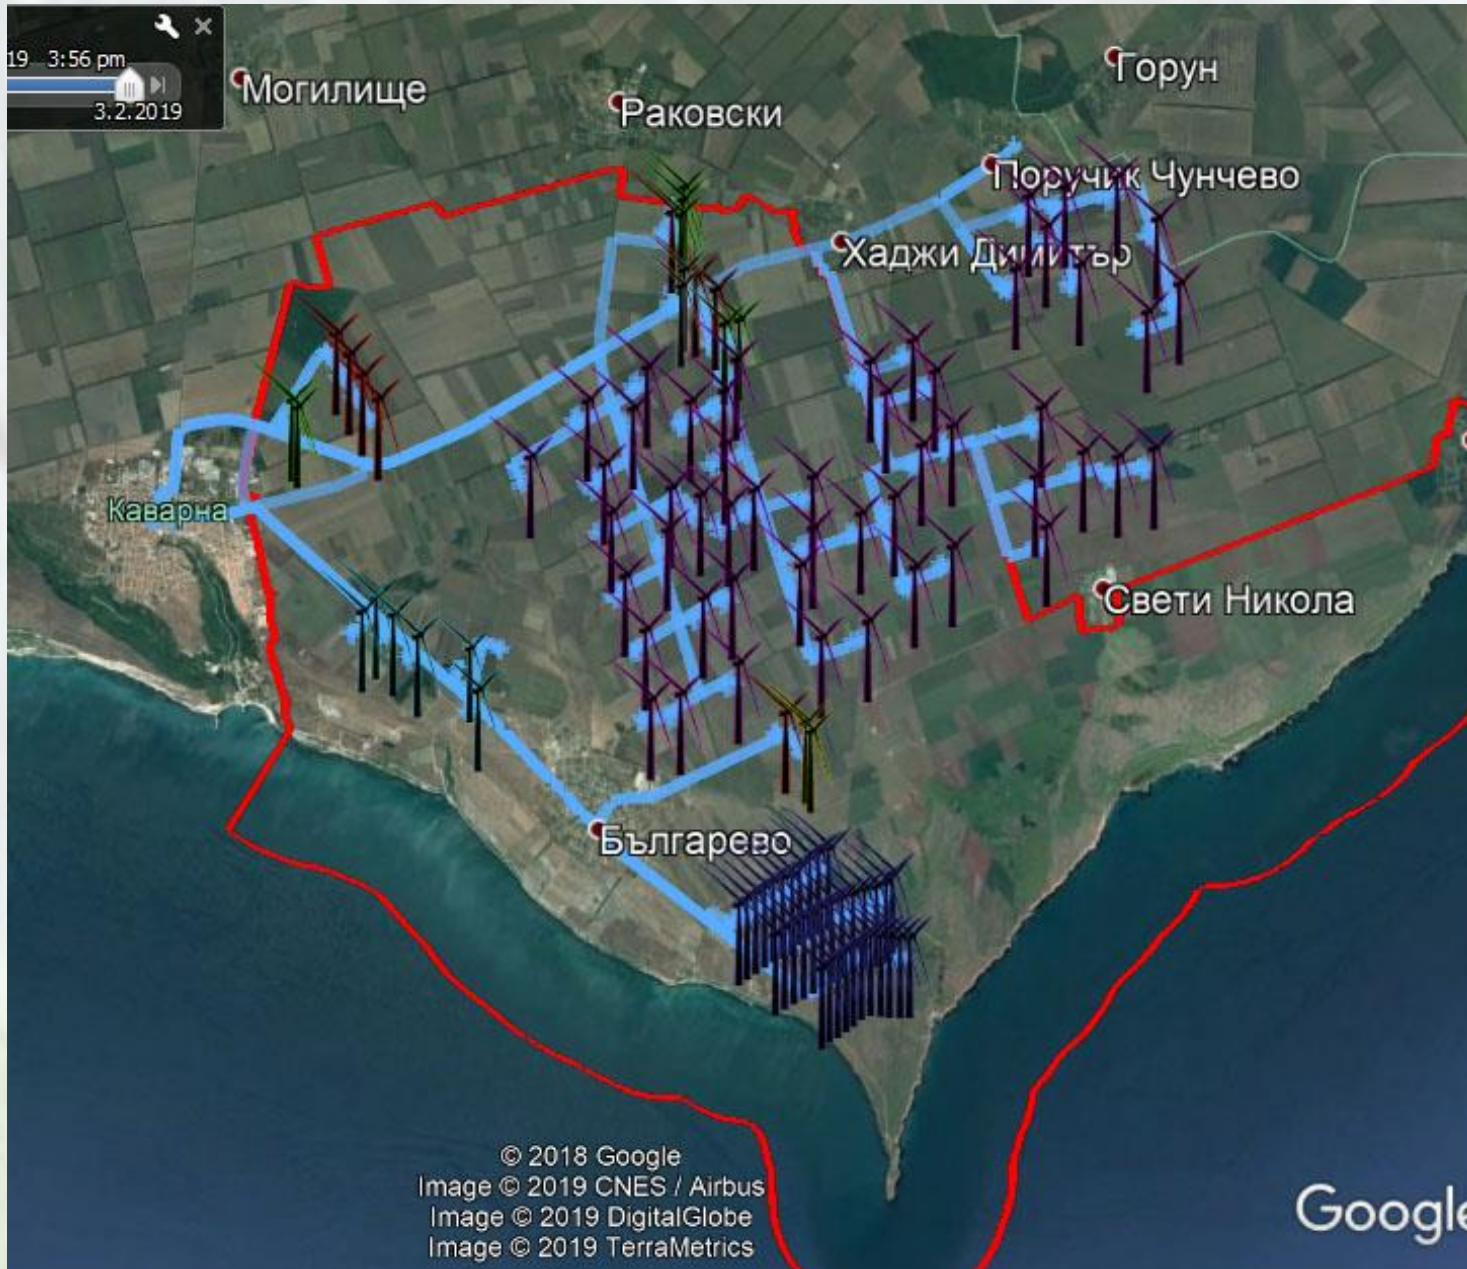 19 3:56 pm
3.2.2019
Могилище
Раковски
Горун
Поручик Чунчево
Хаджи Димитър
Каварна
Свети Никола
Българево
© 2018 Google
Image © 2019 CNES / Airbus
Image © 2019 DigitalGlobe
Image © 2019 TerraMetrics
Google